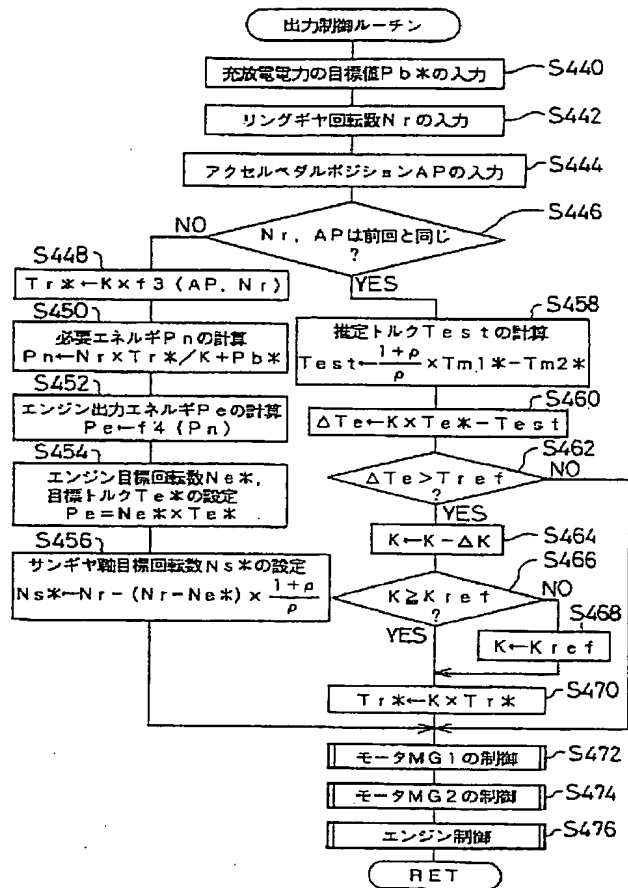 出力制御ルーチン
充放電電力の目標値Pb*の入力
S440
リングギヤ回転数Nrの入力
S442
アクセルペダルポジションAPの入力
S444
Nr，APは前回と同じ
?
S446
NO
YES
S448
Tr*←K×f3（AP，Nr）
S450
必要エネルギPnの計算
Pn←Nr×Tr*／K+Pb*
S452
エンジン出力エネルギPeの計算
Pe←f4（Pn）
S454
エンジン目標回転数Ne*，
目標トルクTe*の設定
Pe=Ne*×Te*
S456
サンギヤ軸目標回転数Ns*の設定
Ns*←Nr-(Nr-Ne*)×(1+ρ)/ρ
S458
推定トルクTestの計算
Test←(1+ρ)/ρ×Tm1*-Tm2*
S460
ΔTe←K×Te*-Test
S462
ΔTe>Tref
?
NO
YES
S464
K←K-ΔK
S466
K≧Kref
?
NO
YES
S468
K←Kref
Tr*←K×Tr*
S470
モータMG1の制御
S472
モータMG2の制御
S474
エンジン制御
S476
RET